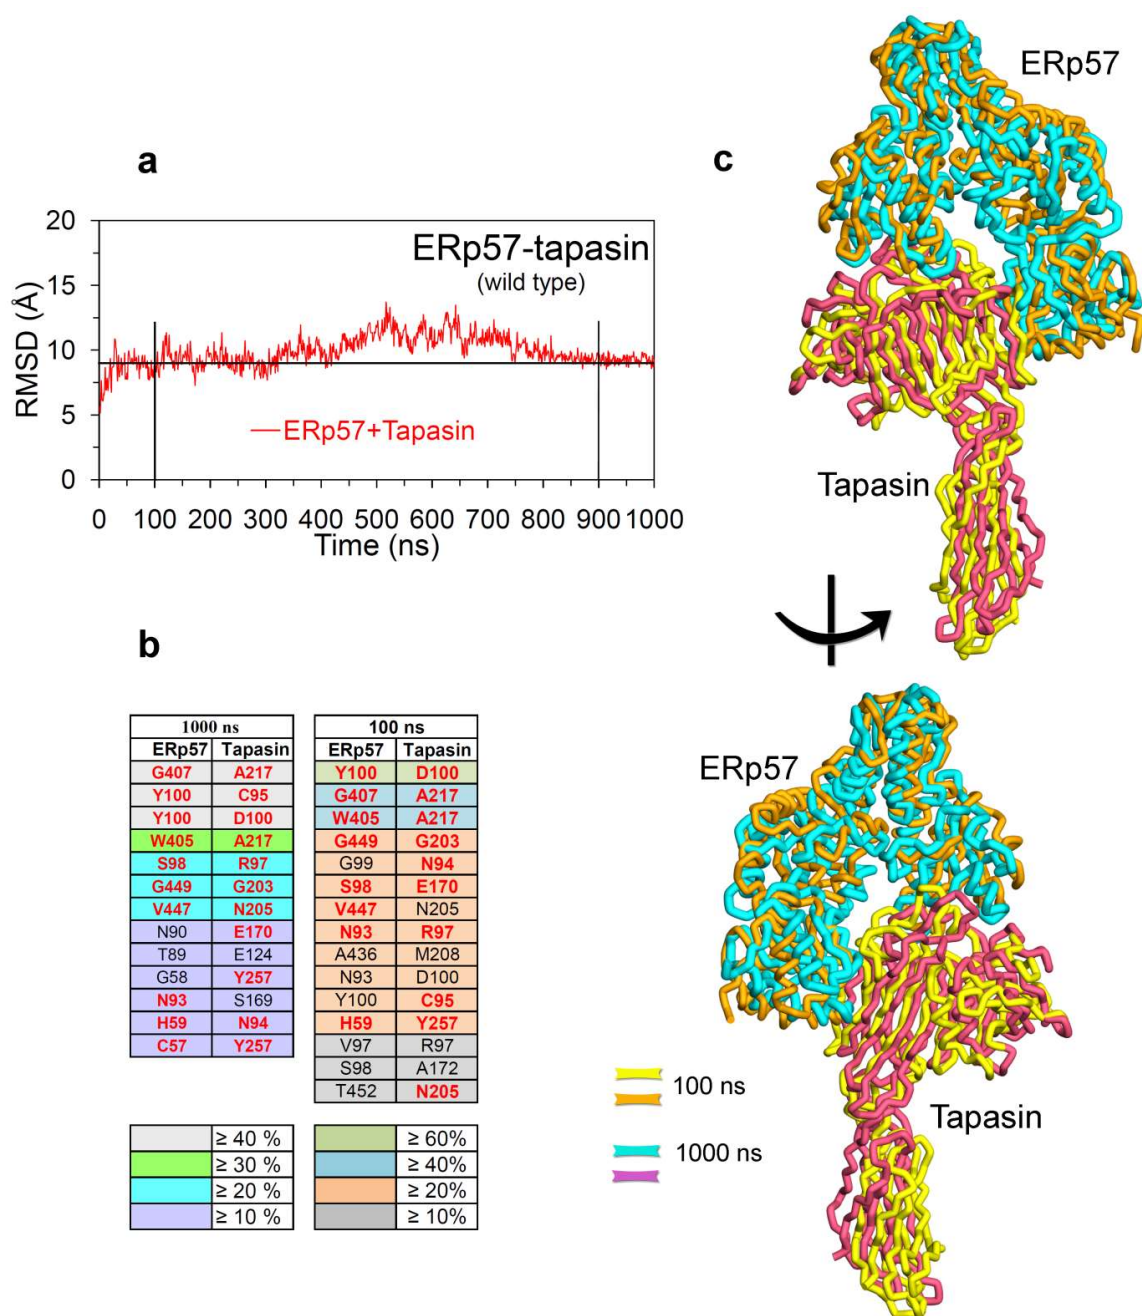 a
20
15
10
5
0
RMSD (Å)
ERp57-tapasin
(wild type)
ERp57+Tapasin
0 100 200 300 400 500 600 700 800 900 1000
Time (ns)
b
1000 ns
ERp57 Tapasin
G407 A217
Y100 C95
Y100 D100
W405 A217
S98 R97
G449 G203
V447 N205
N90 E170
T89 E124
G58 Y257
N93 S169
H59 N94
C57 Y257
≥ 40 %
≥ 30 %
≥ 20 %
≥ 10 %
100 ns
ERp57 Tapasin
Y100 D100
G407 A217
W405 A217
G449 G203
G99 N94
S98 E170
V447 N205
N93 R97
A436 M208
N93 D100
Y100 C95
H59 Y257
V97 R97
S98 A172
T452 N205
≥ 60%
≥ 40%
≥ 20%
≥ 10%
c
ERp57
Tapasin
ERp57
Tapasin
100 ns
1000 ns